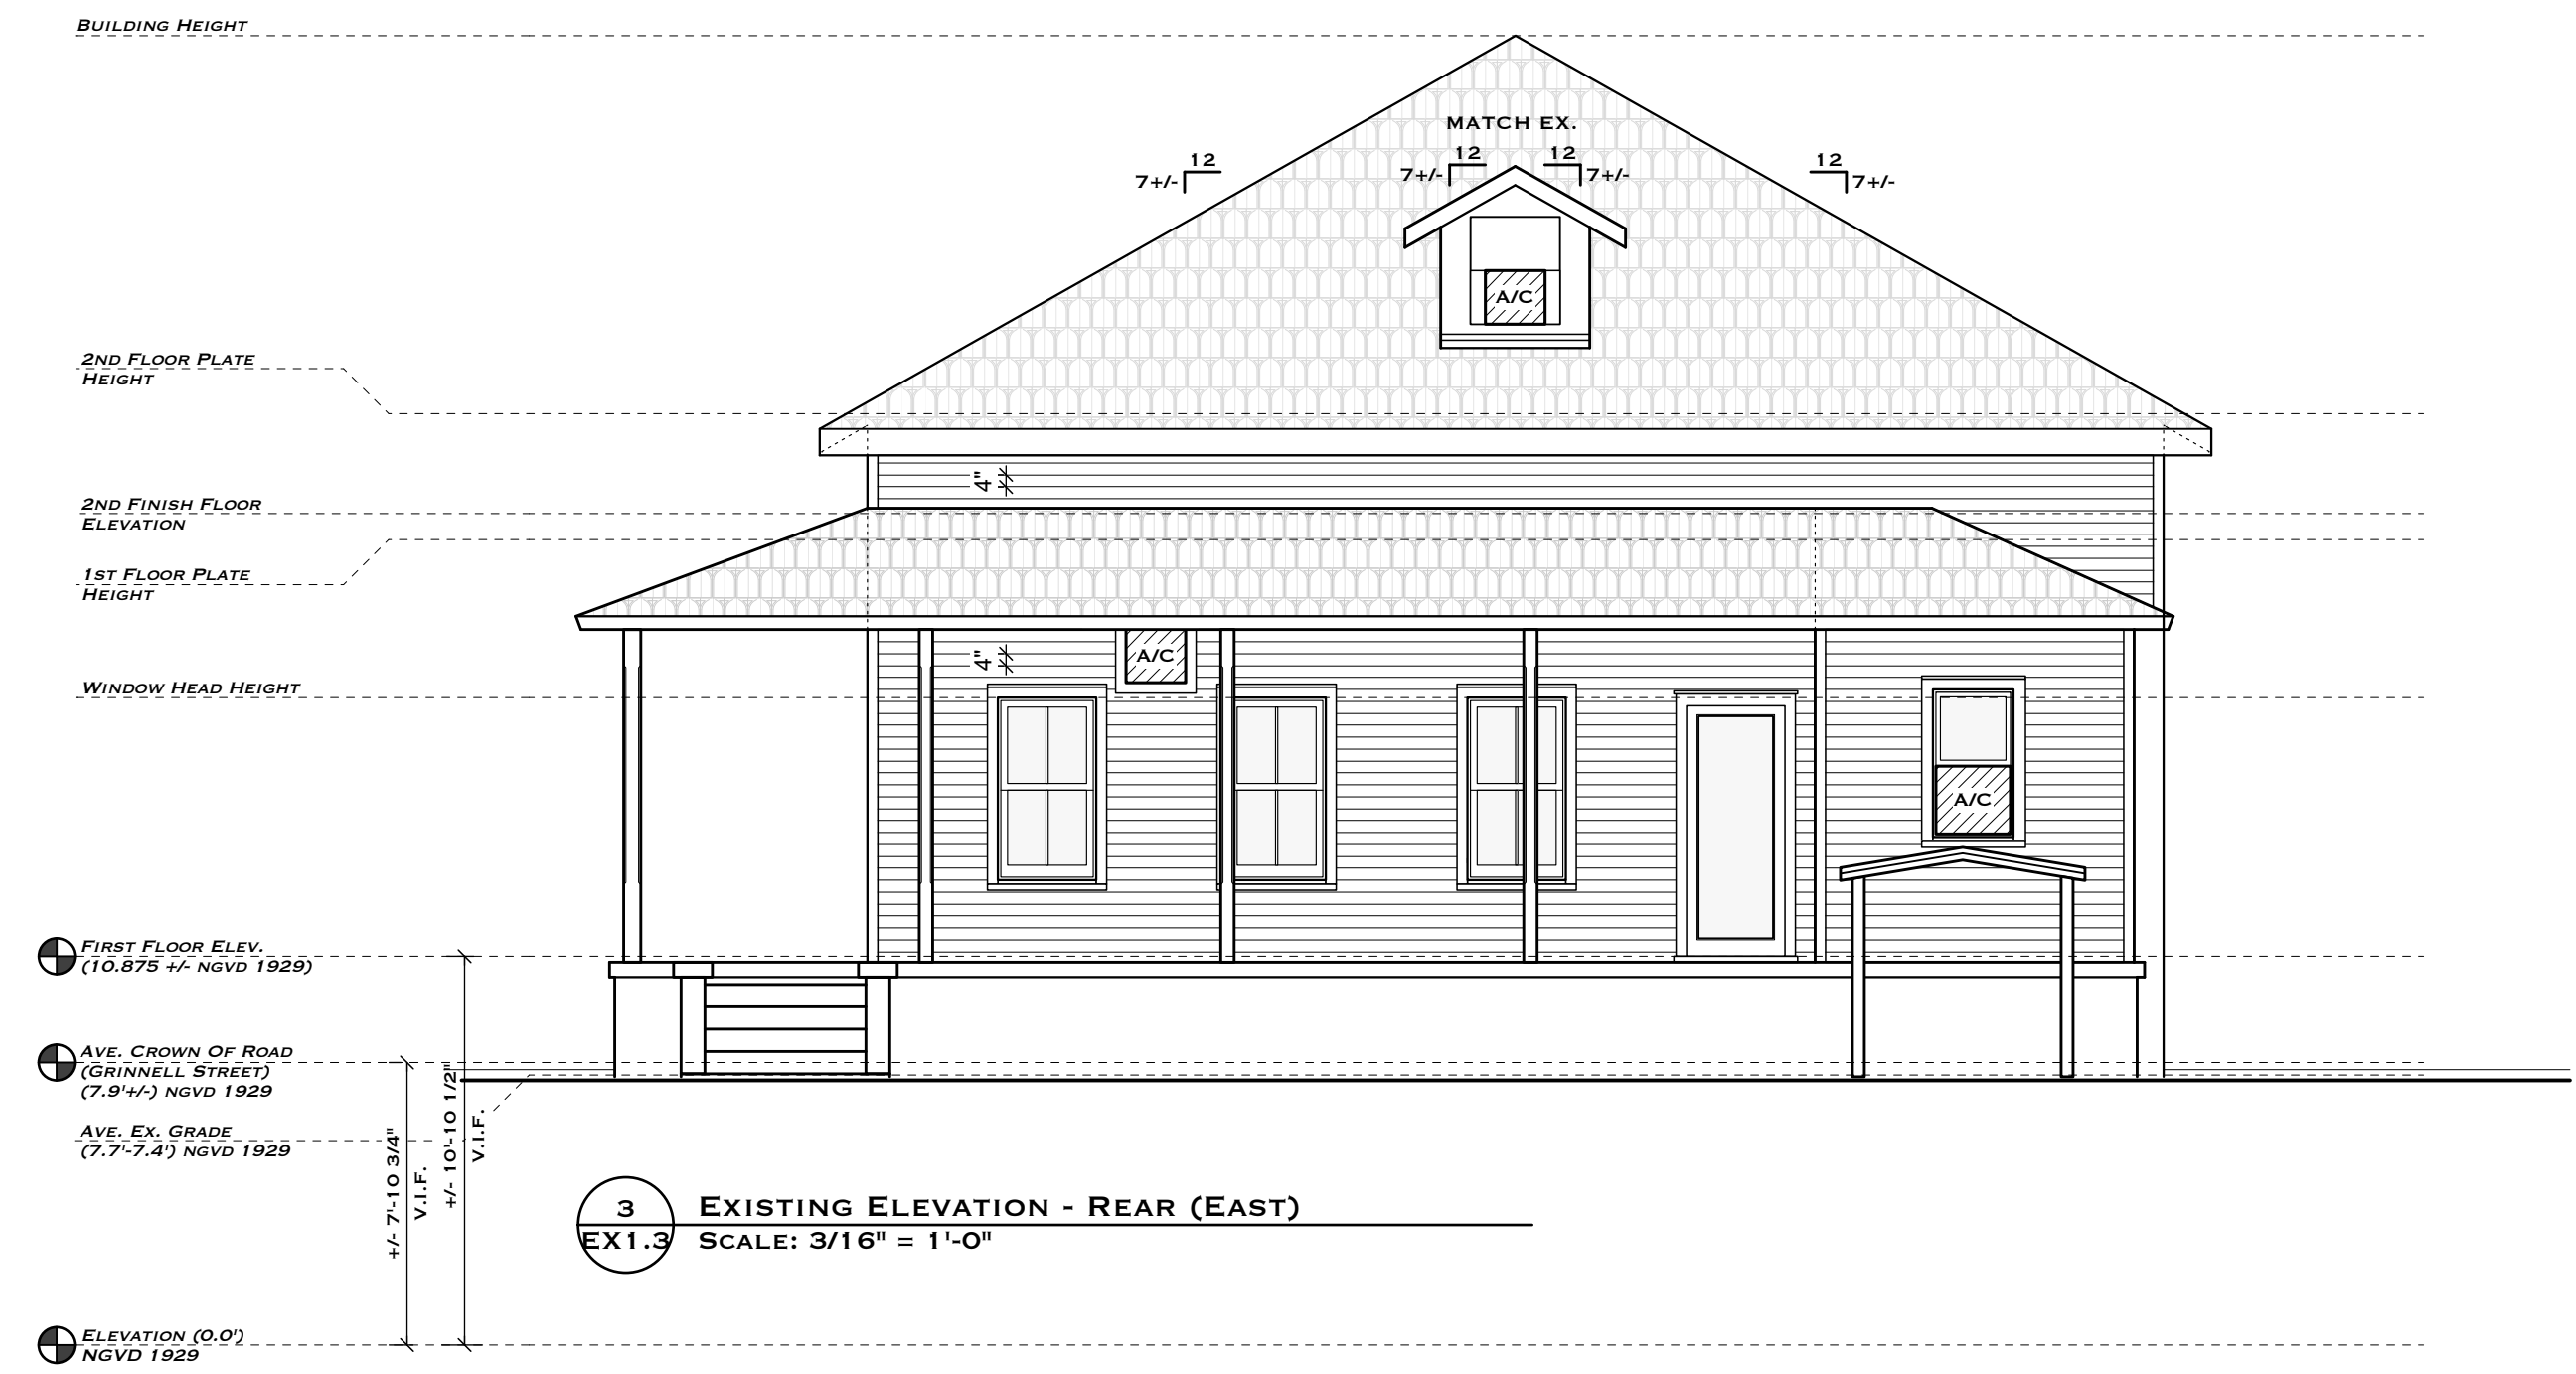 BUILDING HEIGHT
MATCH EX.
12
7+/-
12
7+/-
12
7+/-
12
7+/-
A/C
2ND FLOOR PLATE
HEIGHT
4"
2ND FINISH FLOOR
ELEVATION
1ST FLOOR PLATE
HEIGHT
4"
A/C
WINDOW HEAD HEIGHT
A/C
FIRST FLOOR ELEV.
(10.875 +/- NGVD 1929)
AVE. CROWN OF ROAD
(GRINNELL STREET)
(7.9'+/-) NGVD 1929
AVE. EX. GRADE
(7.7'-7.4') NGVD 1929
+/- 7'-10 3/4"
V.I.F.
+/- 10'-10 1/2"
V.I.F.
3
EX1.3
EXISTING ELEVATION - REAR (EAST)
SCALE: 3/16" = 1'-0"
ELEVATION (0.0')
NGVD 1929